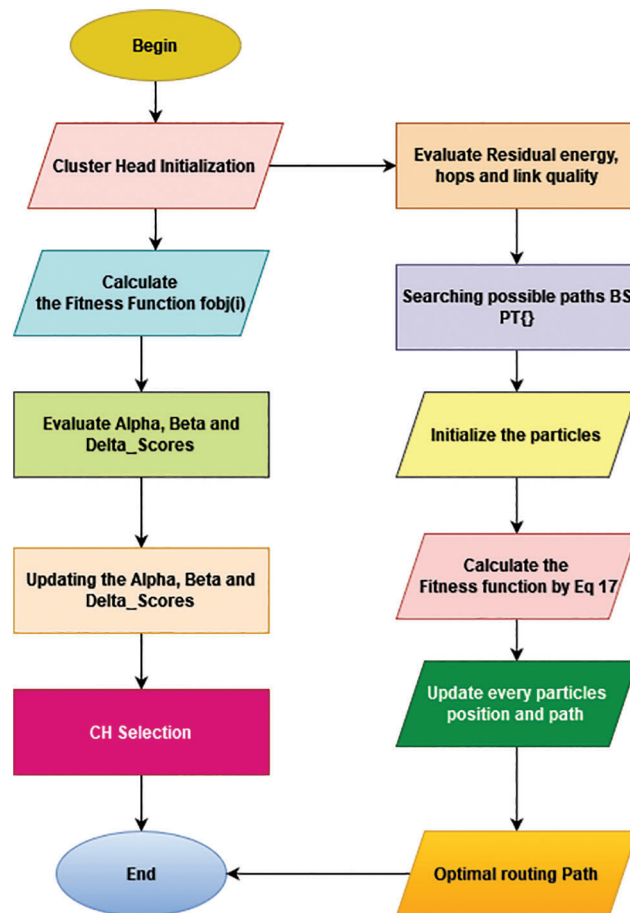 Begin
Cluster Head Initialization
Calculate
the Fitness Function fobj(i)
Evaluate Alpha, Beta and
Delta_Scores
Updating the Alpha, Beta and
Delta_Scores
CH Selection
End
Evaluate Residual energy,
hops and link quality
Searching possible paths BS
PT{}
Initialize the particles
Calculate the
Fitness function by Eq 17
Update every particles
position and path
Optimal routing Path